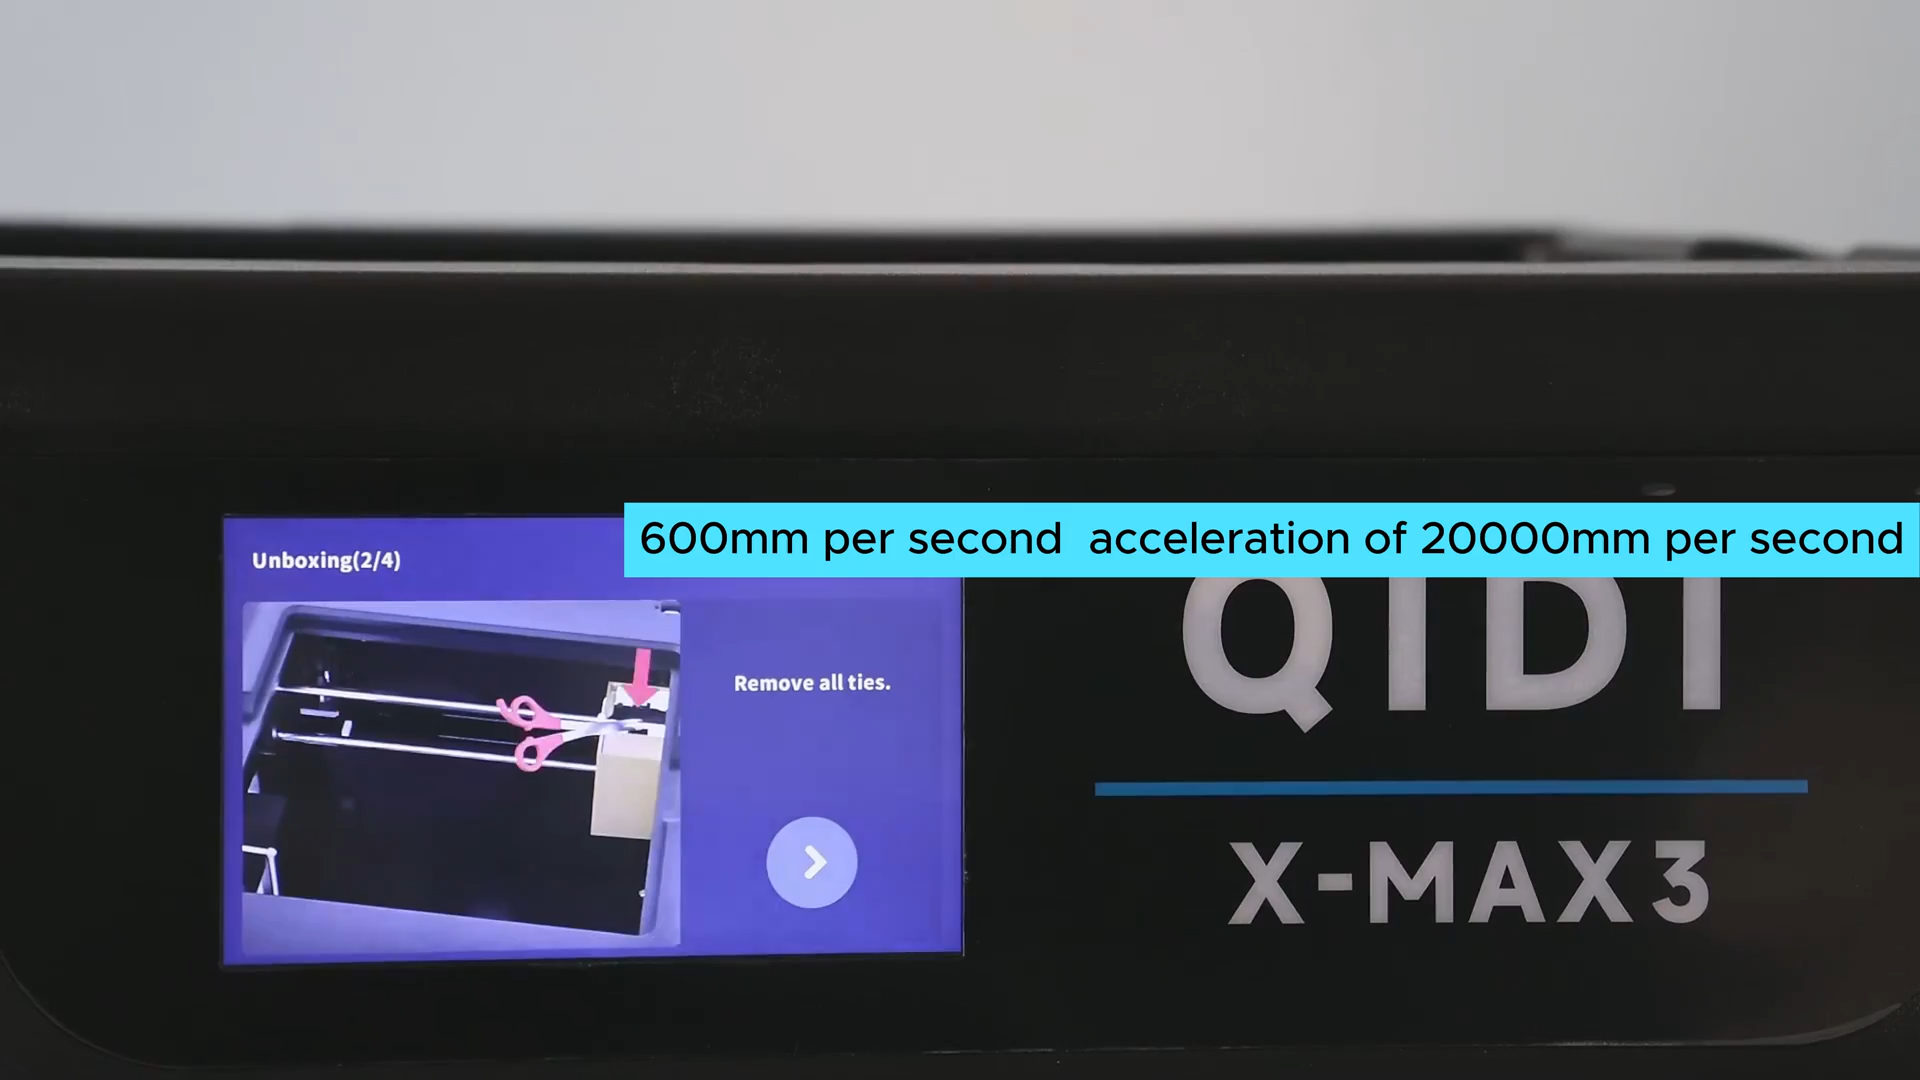 600mm per second  acceleration of 20000mm per second
Unboxing(2/4)
Remove all ties.
QIDI
X-MAX3